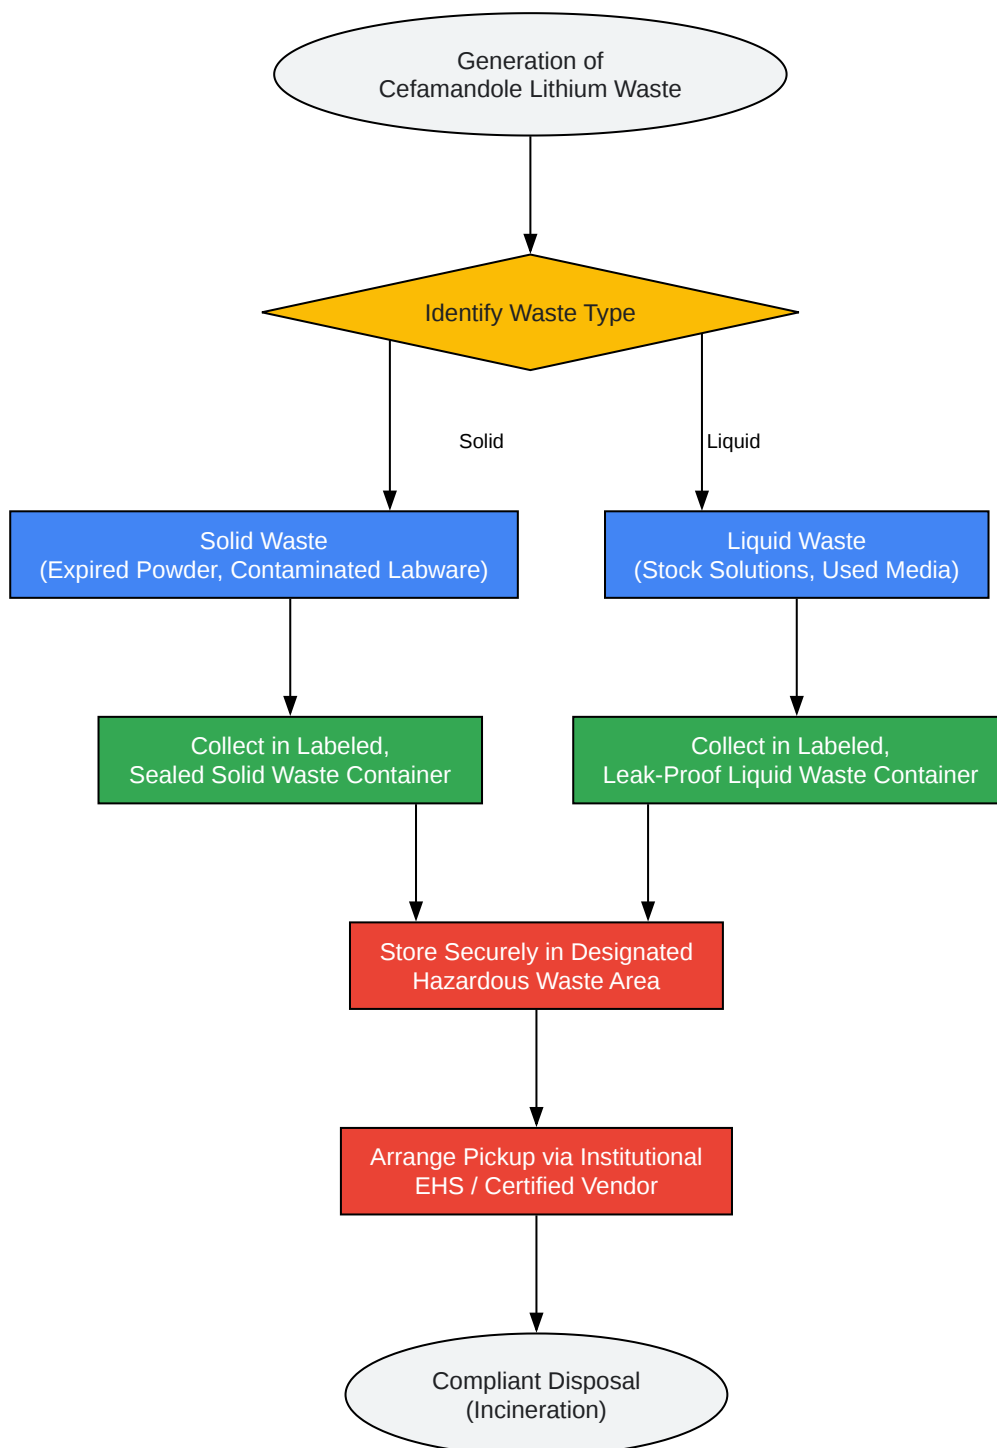 Generation of
Cefamandole Lithium Waste
Identify Waste Type
Solid
Liquid
Solid Waste
(Expired Powder, Contaminated Labware)
Liquid Waste
(Stock Solutions, Used Media)
Collect in Labeled,
Sealed Solid Waste Container
Collect in Labeled,
Leak-Proof Liquid Waste Container
Store Securely in Designated
Hazardous Waste Area
Arrange Pickup via Institutional
EHS / Certified Vendor
Compliant Disposal
(Incineration)